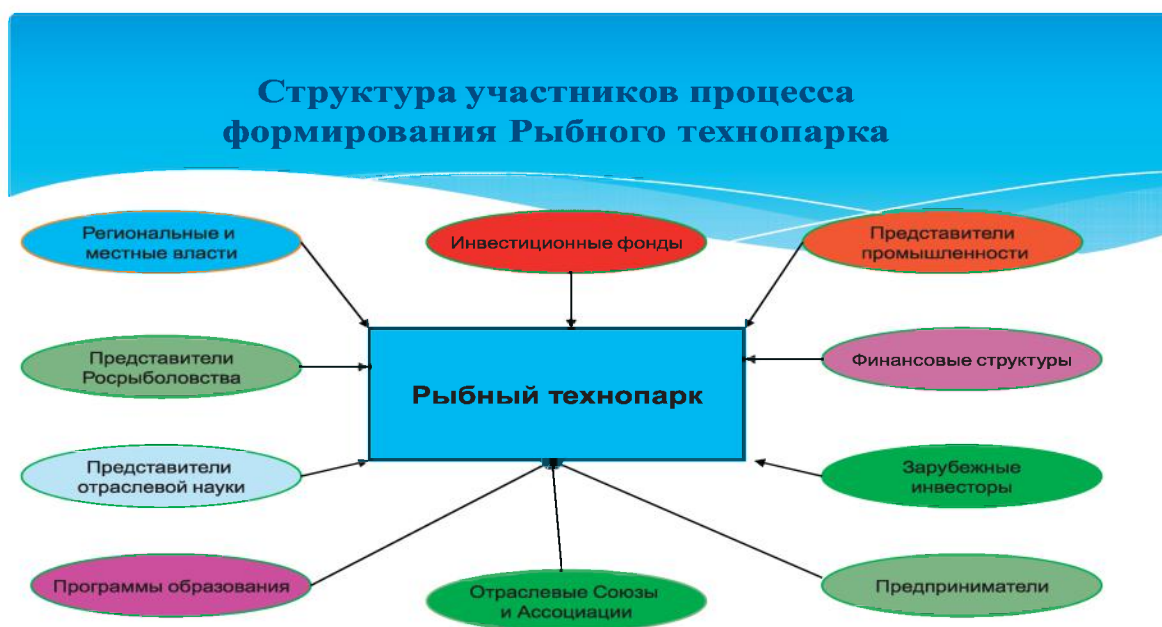 Структура участников процесса
формирования Рыбного технопарка
Региональные и
местные власти
Инвестиционные фонды
Представители
промышленности
Представители
Росрыболовства
Финансовые структуры
Рыбный технопарк
Представители
отраслевой науки
Зарубежные
инвесторы
Программы образования
Отраслевые Союзы
и Ассоциации
Предприниматели